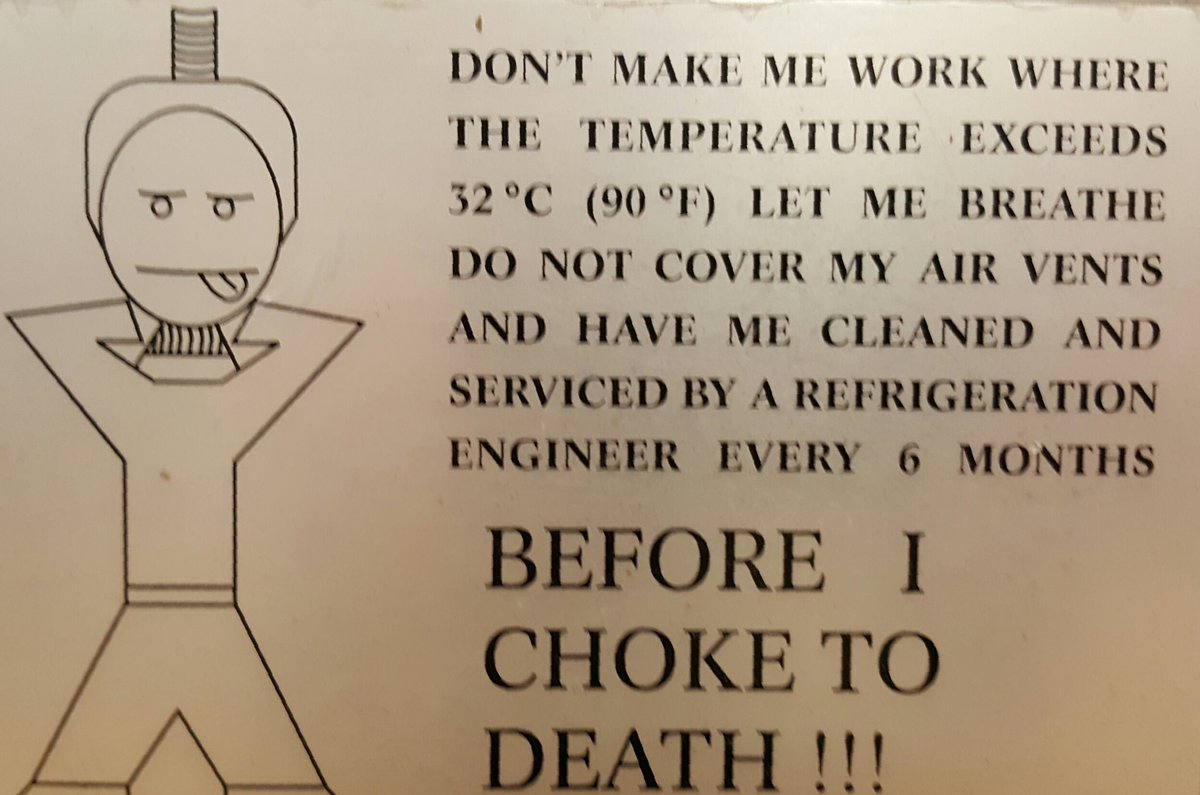 DON'T MAKE ME WORK WHERE
THE TEMPERATURE EXCEEDS
32 °C (90 °F) LET ME BREATHE
DO NOT COVER MY AIR VENTS
AND HAVE ME CLEANED AND
SERVICED BY A REFRIGERATION
ENGINEER EVERY 6 MONTHS
BEFORE I
CHOKE TO
DEATH !!!